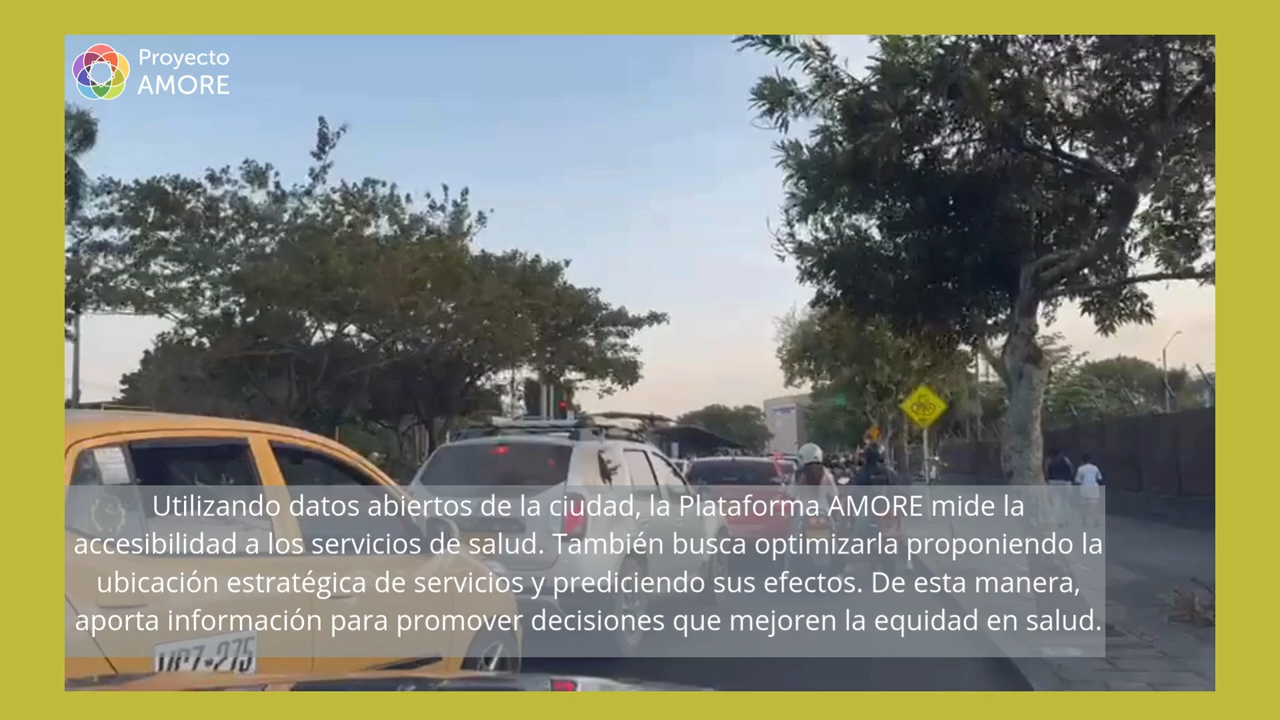 Proyecto
AMORE
Utilizando datos abiertos de la ciudad, la Plataforma AMORE mide la
accesibilidad a los servicios de salud. También busca optimizarla proponiendo la
ubicación estratégica de servicios y prediciendo sus efectos. De esta manera,
aporta información para promover decisiones que mejoren la equidad en salud.